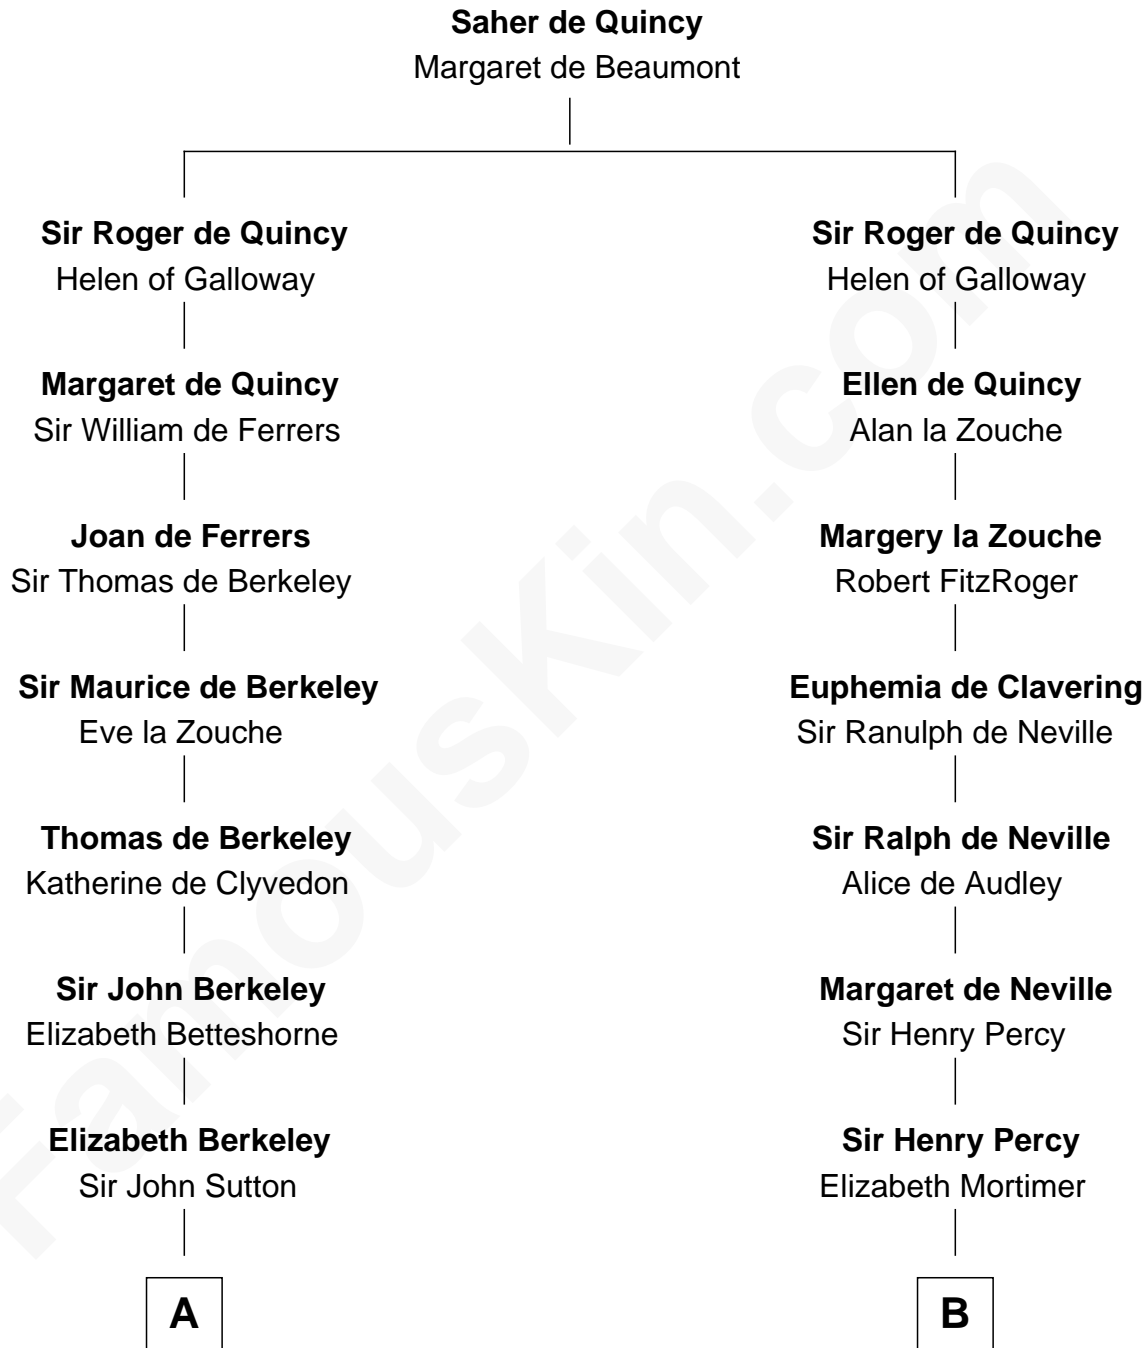 Saher de Quincy
Margaret de Beaumont
Sir Roger de Quincy
Helen of Galloway
Margaret de Quincy
Sir William de Ferrers
Joan de Ferrers
Sir Thomas de Berkeley
Sir Maurice de Berkeley
Eve la Zouche
Thomas de Berkeley
Katherine de Clyvedon
Sir John Berkeley
Elizabeth Betteshorne
Elizabeth Berkeley
Sir John Sutton
A
Sir Roger de Quincy
Helen of Galloway
Ellen de Quincy
Alan la Zouche
Margery la Zouche
Robert FitzRoger
Euphemia de Clavering
Sir Ranulph de Neville
Sir Ralph de Neville
Alice de Audley
Margaret de Neville
Sir Henry Percy
Sir Henry Percy
Elizabeth Mortimer
B
FamousKin.com